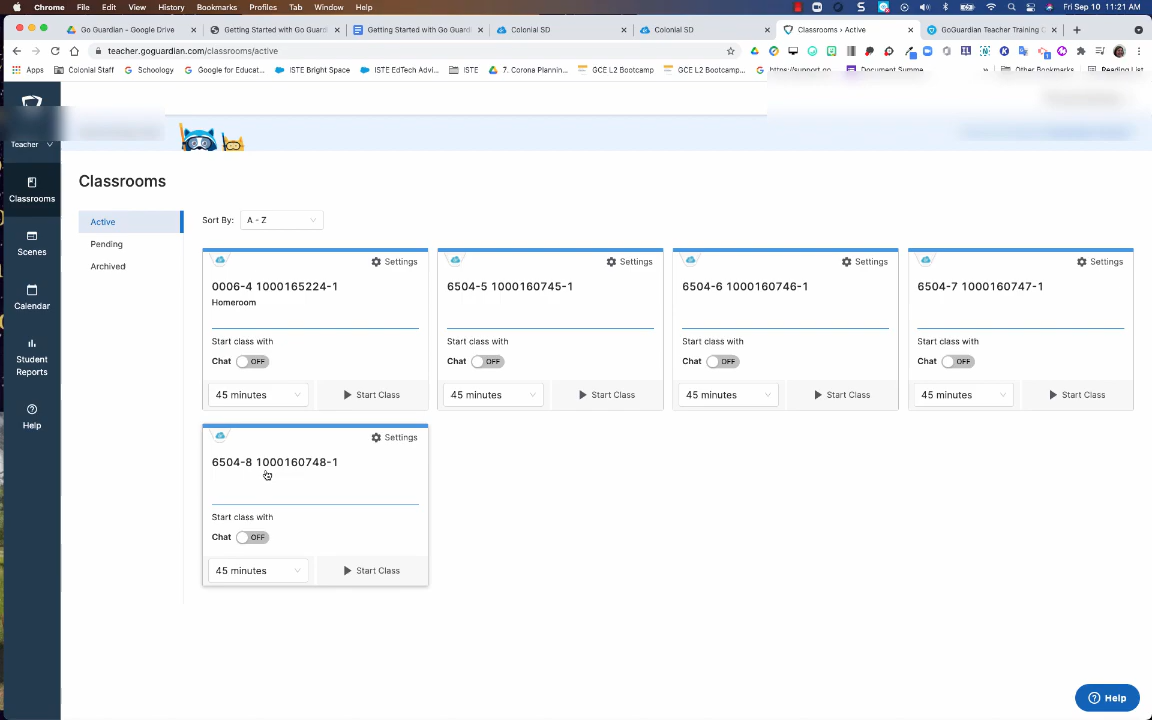 Chrome File Edit View History Bookmarks Profiles Tab Window Help Fri Sep 10 11:21 AM
Go Guardian - Google Drive Getting Started with Go Guardi Getting Started with Go Guardi Colonial SD Colonial SD Classrooms › Active GoGuardian Teacher Training C
teacher.goguardian.com/classrooms/active
Apps Colonial Staff Schoology Google for Educat... ISTE Bright Space ISTE EdTech Advi... ISTE 7. Corona Plannin... GCE L2 Bootcamp GCE L2 Bootcamp... https://support.go Document Summe... » Other Bookmarks Reading List
Teacher
Classrooms
Scenes
Calendar
Student
Reports
Help
Classrooms
Active
Pending
Archived
Sort By: A - Z
Settings
0006-4 1000165224-1
Homeroom
Start class with
Chat OFF
45 minutes Start Class
Settings
6504-5 1000160745-1
Start class with
Chat OFF
45 minutes Start Class
Settings
6504-6 1000160746-1
Start class with
Chat OFF
45 minutes Start Class
Settings
6504-7 1000160747-1
Start class with
Chat OFF
45 minutes Start Class
Settings
6504-8 1000160748-1
Start class with
Chat OFF
45 minutes Start Class
Help